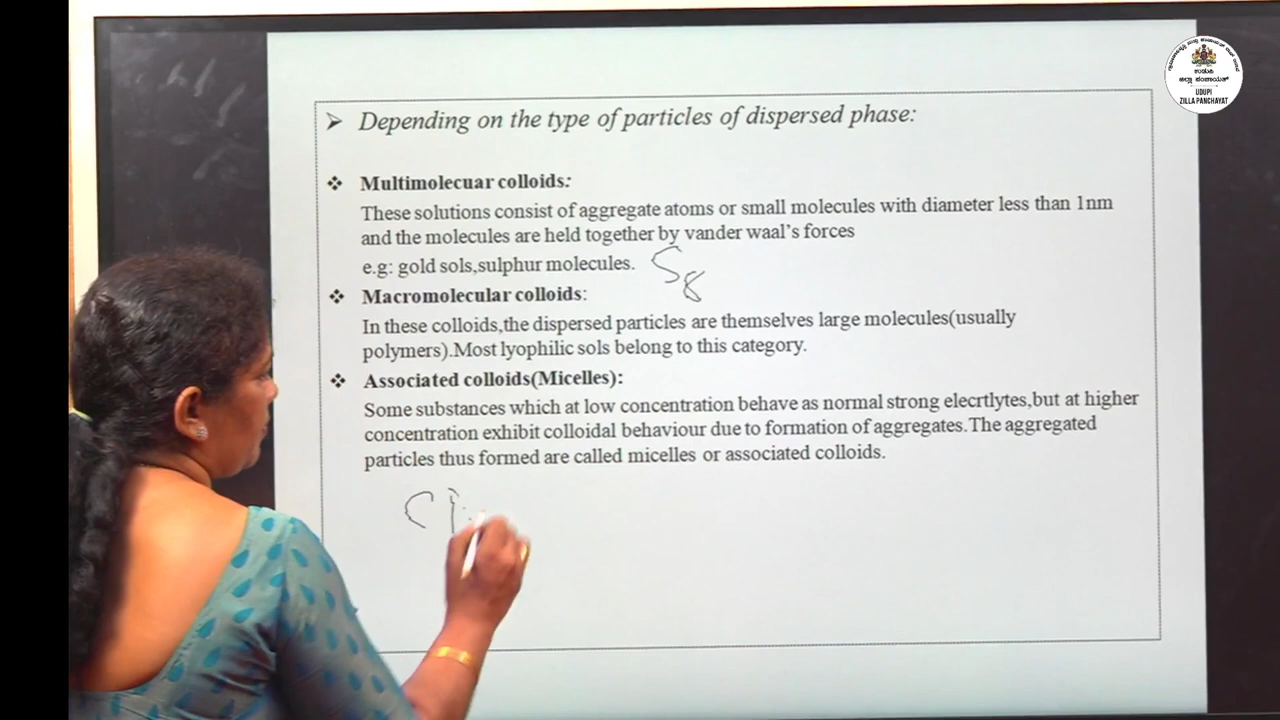 Depending on the type of particles of dispersed phase:
Multimolecuar colloids:
These solutions consist of aggregate atoms or small molecules with diameter less than 1nm
and the molecules are held together by vander waal's forces
e.g: gold sols,sulphur molecules. S8
Macromolecular colloids:
In these colloids,the dispersed particles are themselves large molecules(usually
polymers).Most lyophilic sols belong to this category.
Associated colloids(Micelles):
Some substances which at low concentration behave as normal strong elecrtlytes,but at higher
concentration exhibit colloidal behaviour due to formation of aggregates.The aggregated
particles thus formed are called micelles or associated colloids.
ಉಡುಪಿ
ಜಿಲ್ಲಾ ಪಂಚಾಯತ್
UDUPI
ZILLA PANCHAYAT